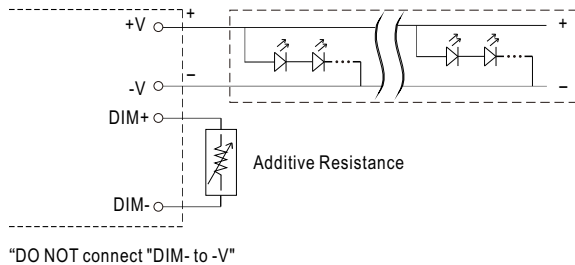 +V
+
+
-V
–
–
DIM+
Additive Resistance
DIM-
“DO NOT connect "DIM- to -V"